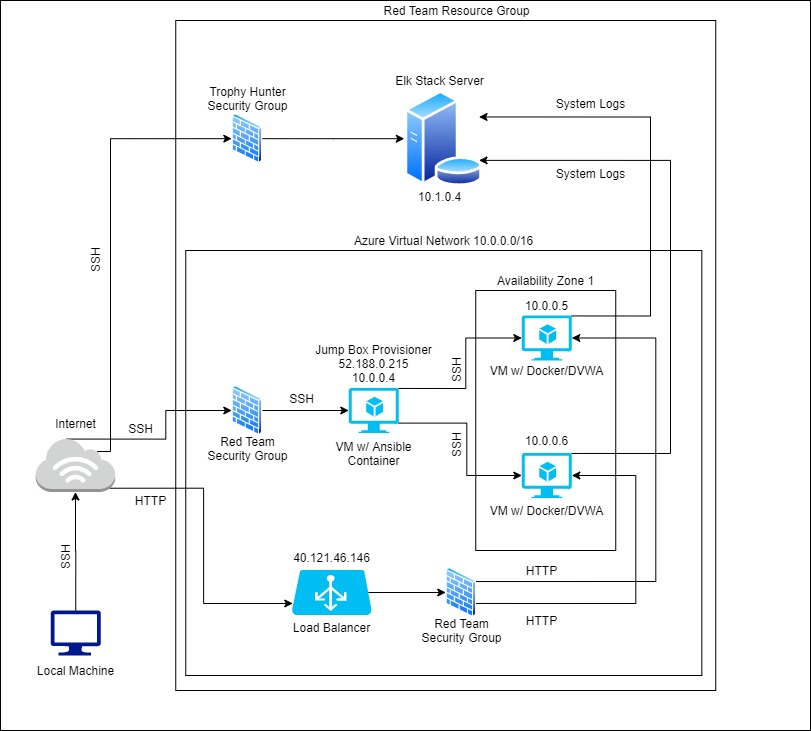 Red Team Resource Group
Elk Stack Server
Trophy Hunter
Security Group
System Logs
System Logs
10.1.0.4
SSH
Azure Virtual Network 10.0.0.0/16
Availability Zone 1
10.0.0.5
VM w/ Docker/DVWA
Jump Box Provisioner
52.188.0.215
10.0.0.4
SSH
SSH
VM w/ Ansible
Container
SSH
Red Team
Security Group
Internet
SSH
10.0.0.6
VM w/ Docker/DVWA
HTTP
SSH
40.121.46.146
Load Balancer
HTTP
HTTP
Red Team
Security Group
Local Machine